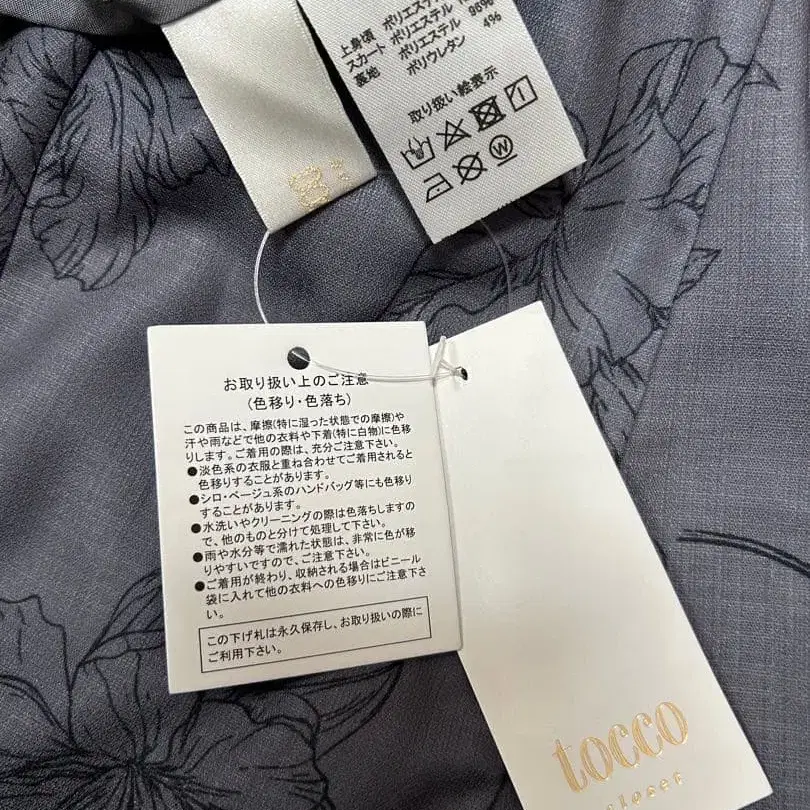 上身頃 ポリエステル
スカート ポリエステル
裏地 ポリエステル 96%
ポリウレタン 4%
取り扱い絵表示
W
お取り扱い上のご注意
(色移り・色落ち)
この商品は、摩擦(特に湿った状態での摩擦)や
汗や雨などで他の衣料や下着(特に白物)に色移
りします。ご着用の際は、充分ご注意下さい。
●淡色系の衣服と重ね合わせてご着用されると
色移りすることがあります。
●シロ・ベージュ系のハンドバッグ等にも色移り
することがあります。
●水洗いやクリーニングの際は色落ちしますの
で、他のものと分けて処理して下さい。
●雨や水分等で濡れた状態は、非常に色が移
りやすいですので、ご注意下さい。
●ご着用が終わり、収納される場合はビニール
袋に入れて他の衣料への色移りにご注意下さ
い。
この下げ札は永久保存し、お取り扱いの際に
ご利用下さい。
tocco
closet